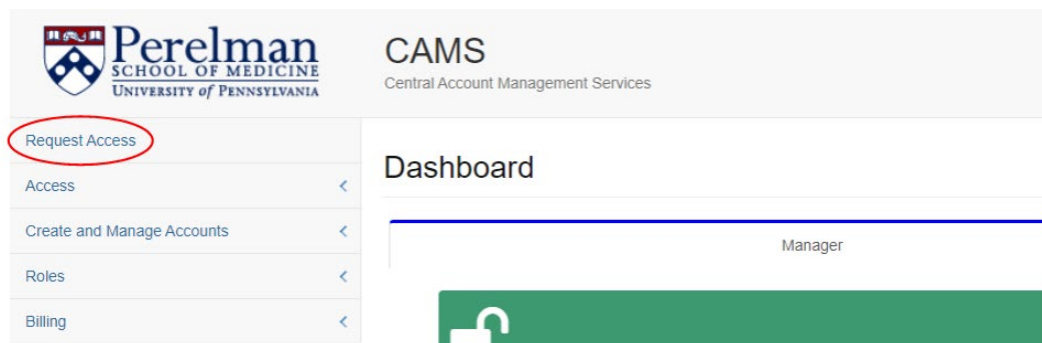 Perelman
SCHOOL OF MEDICINE
UNIVERSITY of PENNSYLVANIA
CAMS
Central Account Management Services
Request Access
Access
Create and Manage Accounts
Roles
Billing
Dashboard
Manager